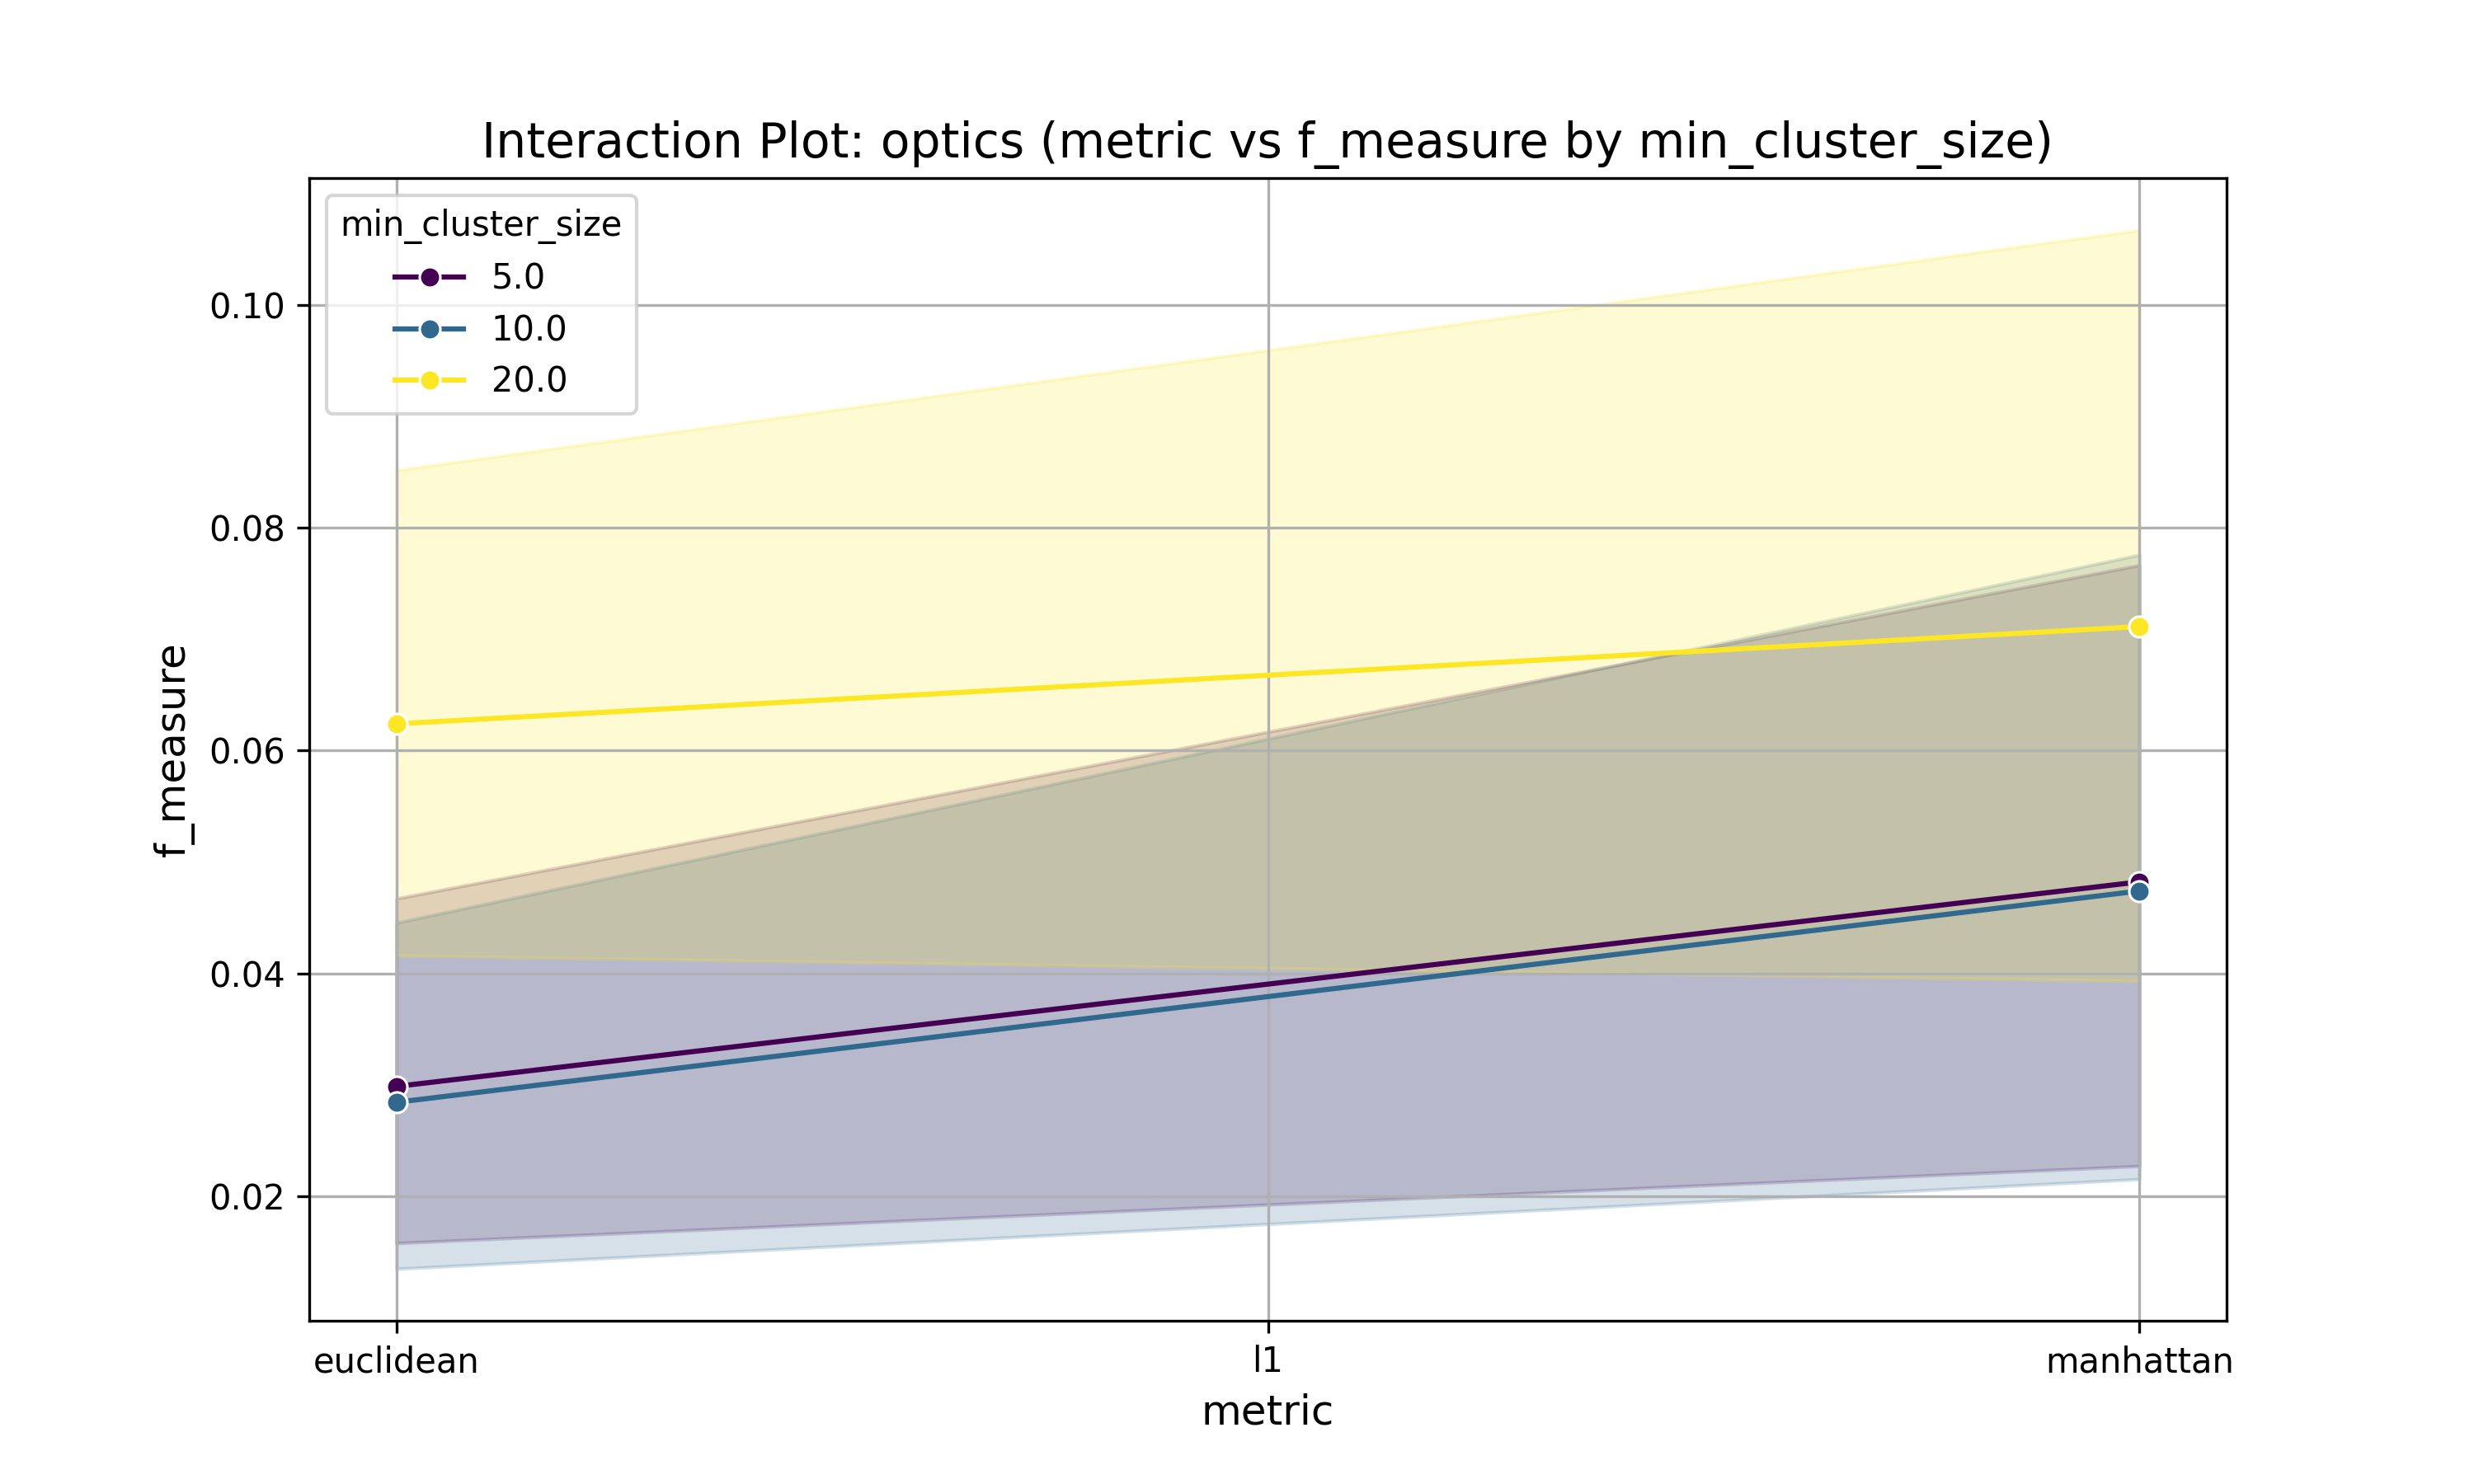 Interaction Plot: optics (metric vs f_measure by min_cluster_size)
min_cluster_size
5.0
10.0
20.0
0.10
0.08
0.06
0.04
0.02
f_measure
euclidean
l1
manhattan
metric